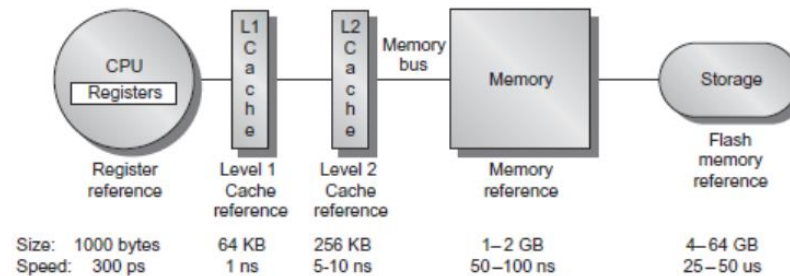 CPU
Registers
L1
Cache
L2
Cache
Memory
bus
Memory
Storage
Register
reference
Level 1
Cache
reference
Level 2
Cache
reference
Memory
reference
Flash
memory
reference
Size: 1000 bytes 64 KB 256 KB 1–2 GB 4–64 GB
Speed: 300 ps 1 ns 5-10 ns 50–100 ns 25–50 us